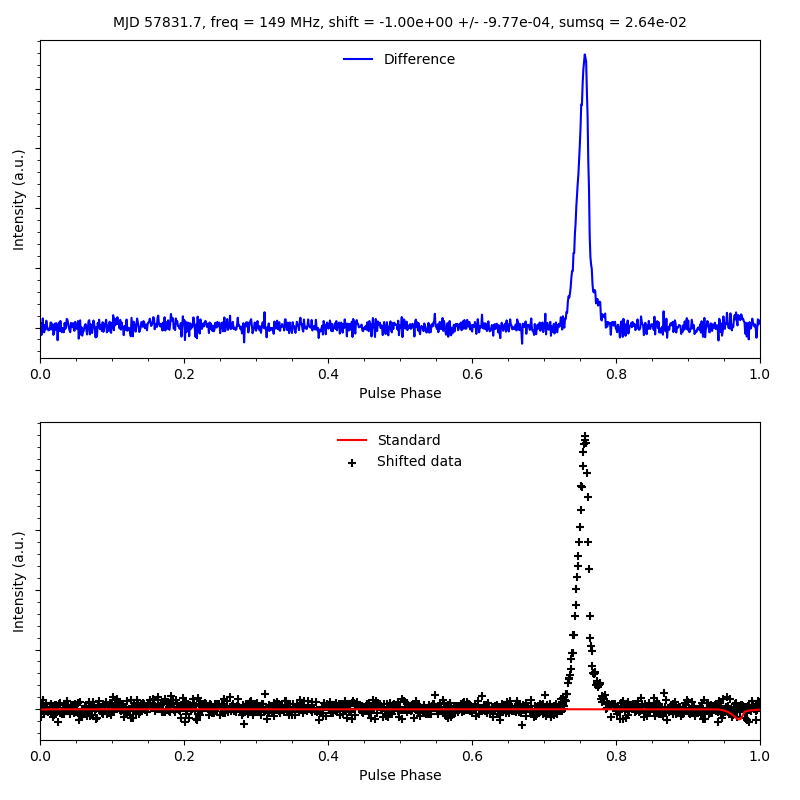 MJD 57831.7, freq = 149 MHz, shift = -1.00e+00 +/- -9.77e-04, sumsq = 2.64e-02
Difference
Intensity (a.u.)
0.0 0.2 0.4 0.6 0.8 1.0
Pulse Phase
Standard
Shifted data
Intensity (a.u.)
0.0 0.2 0.4 0.6 0.8 1.0
Pulse Phase